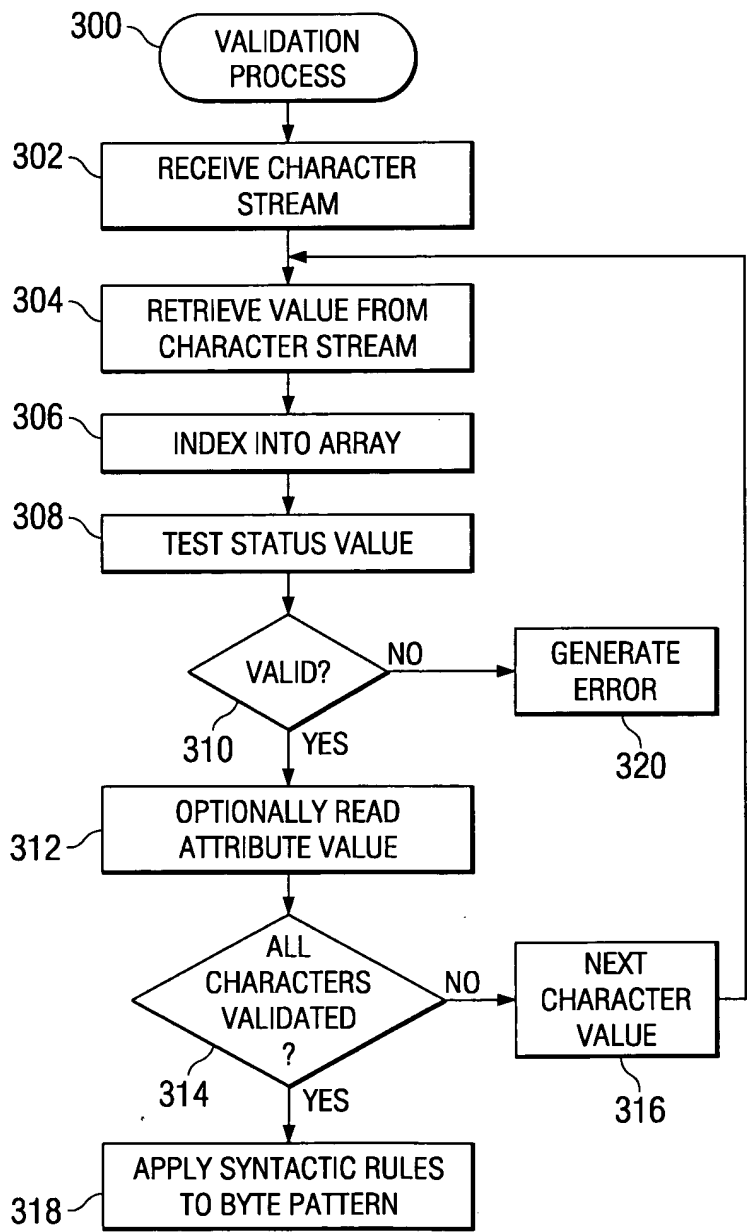 300
VALIDATION
PROCESS
302
RECEIVE CHARACTER
STREAM
304
RETRIEVE VALUE FROM
CHARACTER STREAM
306
INDEX INTO ARRAY
308
TEST STATUS VALUE
VALID?
NO
GENERATE
ERROR
310
YES
320
312
OPTIONALLY READ
ATTRIBUTE VALUE
ALL
CHARACTERS
VALIDATED
?
NO
NEXT
CHARACTER
VALUE
314
YES
316
318
APPLY SYNTACTIC RULES
TO BYTE PATTERN